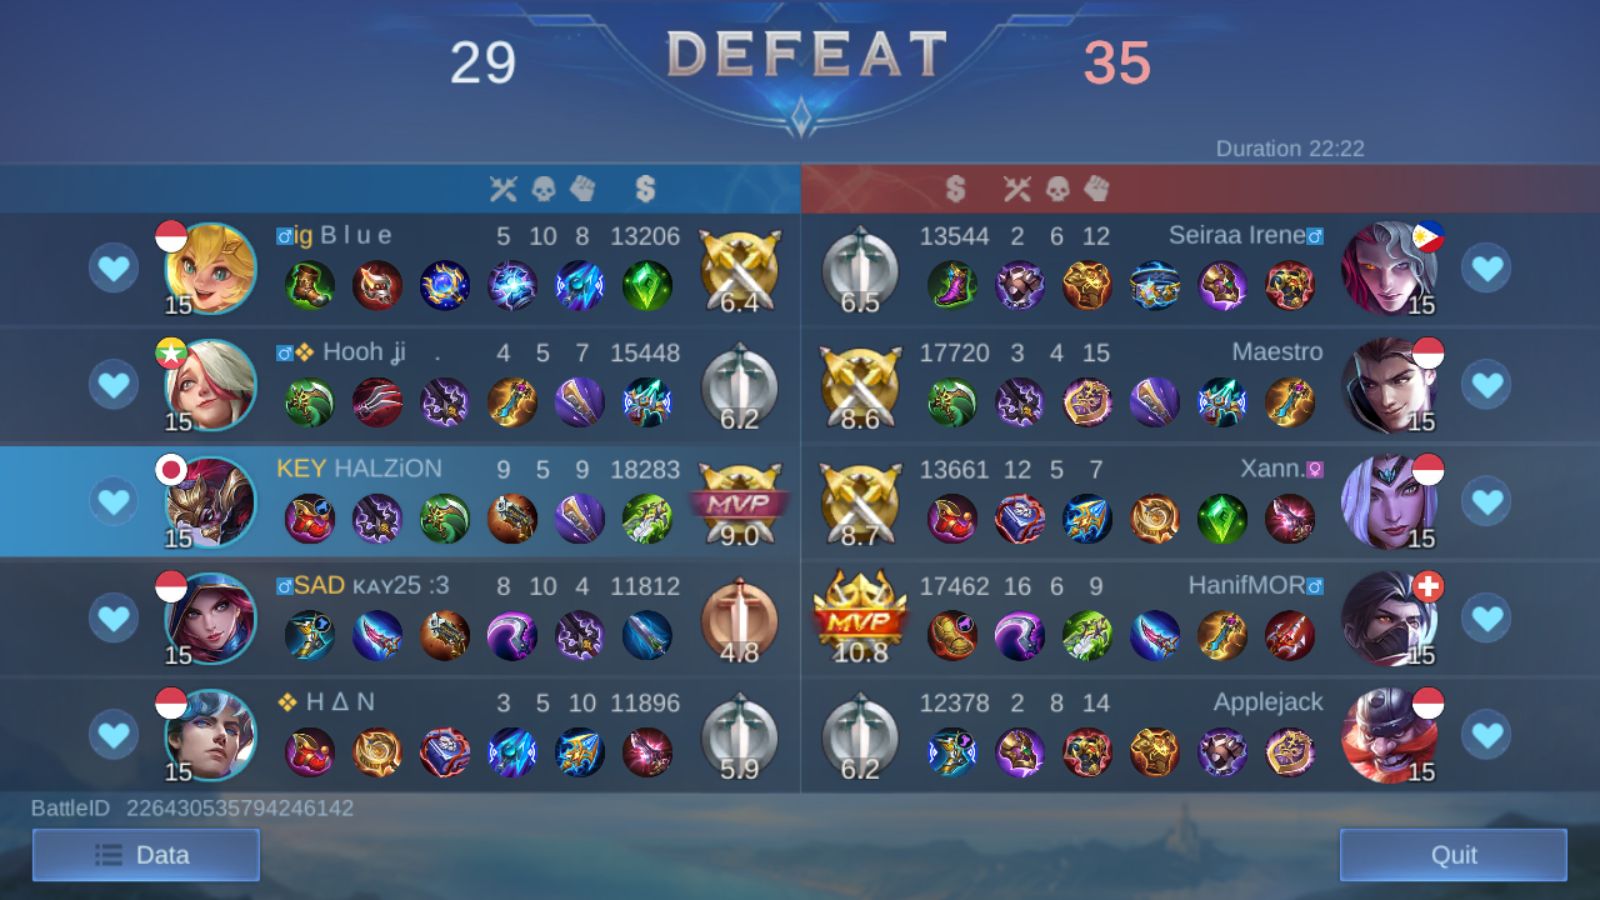 29 DEFEAT 35
Duration 22:22
ig B l u e 5 10 8 13206 6.4
15
6.5 13544 2 6 12 Seiraa Irene
15
Hooh ʝi . 4 5 7 15448 6.2
15
8.6 17720 3 4 15 Maestro
15
KEY HALZiON 9 5 9 18283 MVP 9.0
15
8.7 13661 12 5 7 Xann.
15
SAD ᴋᴀʏ25 :3 8 10 4 11812 4.8
15
MVP 10.8 17462 16 6 9 HanifMOR
15
H Δ N 3 5 10 11896 5.9
15
6.2 12378 2 8 14 Applejack
15
BattleID 226430535794246142
Data
Quit